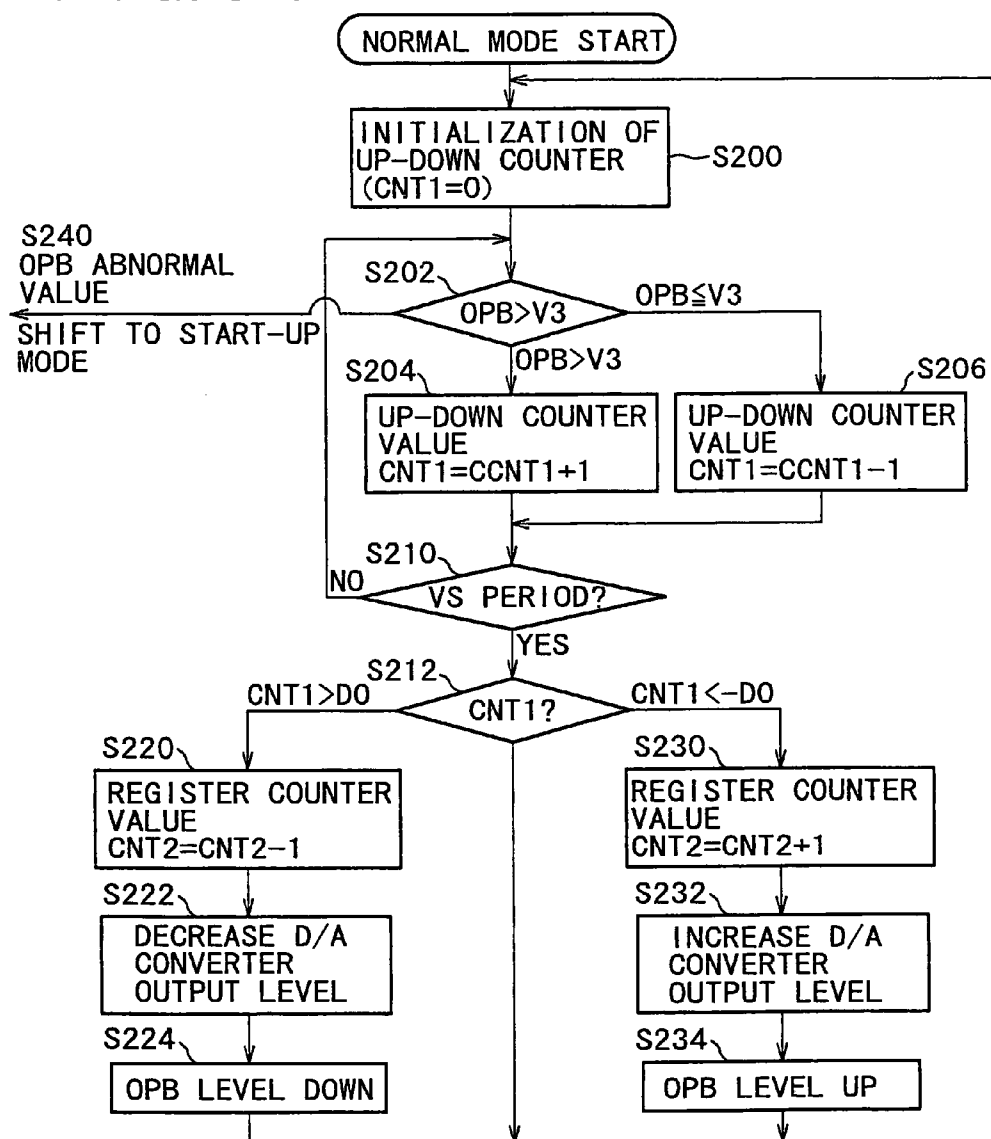 NORMAL MODE START
INITIALIZATION OF
UP-DOWN COUNTER
(CNT1=0)
S200
S240
OPB ABNORMAL
VALUE
SHIFT TO START-UP
MODE
S202
OPB>V3
OPB≦V3
OPB>V3
S204
UP-DOWN COUNTER
VALUE
CNT1=CCNT1+1
S206
UP-DOWN COUNTER
VALUE
CNT1=CCNT1-1
S210
NO
VS PERIOD?
YES
S212
CNT1>DO
CNT1?
CNT1<-DO
S220
REGISTER COUNTER
VALUE
CNT2=CNT2-1
S230
REGISTER COUNTER
VALUE
CNT2=CNT2+1
S222
DECREASE D/A
CONVERTER
OUTPUT LEVEL
S232
INCREASE D/A
CONVERTER
OUTPUT LEVEL
S224
OPB LEVEL DOWN
S234
OPB LEVEL UP